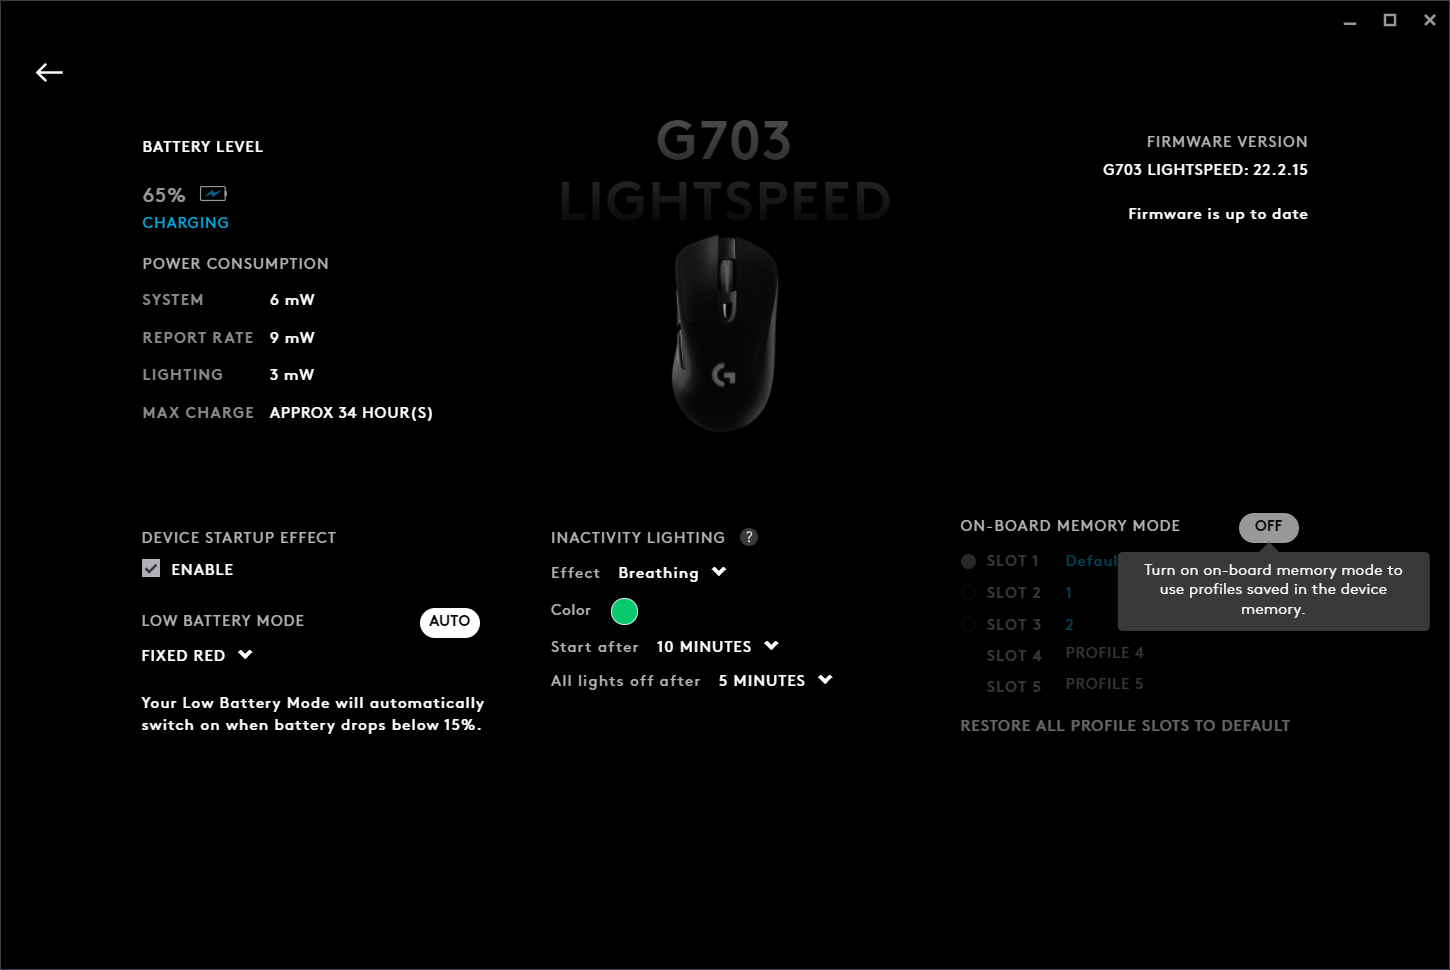 G703
LIGHTSPEED
BATTERY LEVEL
65%
CHARGING
POWER CONSUMPTION
SYSTEM 6 mW
REPORT RATE 9 mW
LIGHTING 3 mW
MAX CHARGE APPROX 34 HOUR(S)
FIRMWARE VERSION
G703 LIGHTSPEED: 22.2.15
Firmware is up to date
DEVICE STARTUP EFFECT
ENABLE
LOW BATTERY MODE AUTO
FIXED RED
Your Low Battery Mode will automatically
switch on when battery drops below 15%.
INACTIVITY LIGHTING ?
Effect Breathing
Color
Start after 10 MINUTES
All lights off after 5 MINUTES
ON-BOARD MEMORY MODE OFF
SLOT 1
SLOT 2 1
SLOT 3 2
SLOT 4 PROFILE 4
SLOT 5 PROFILE 5
RESTORE ALL PROFILE SLOTS TO DEFAULT
Turn on on-board memory mode to
use profiles saved in the device
memory.